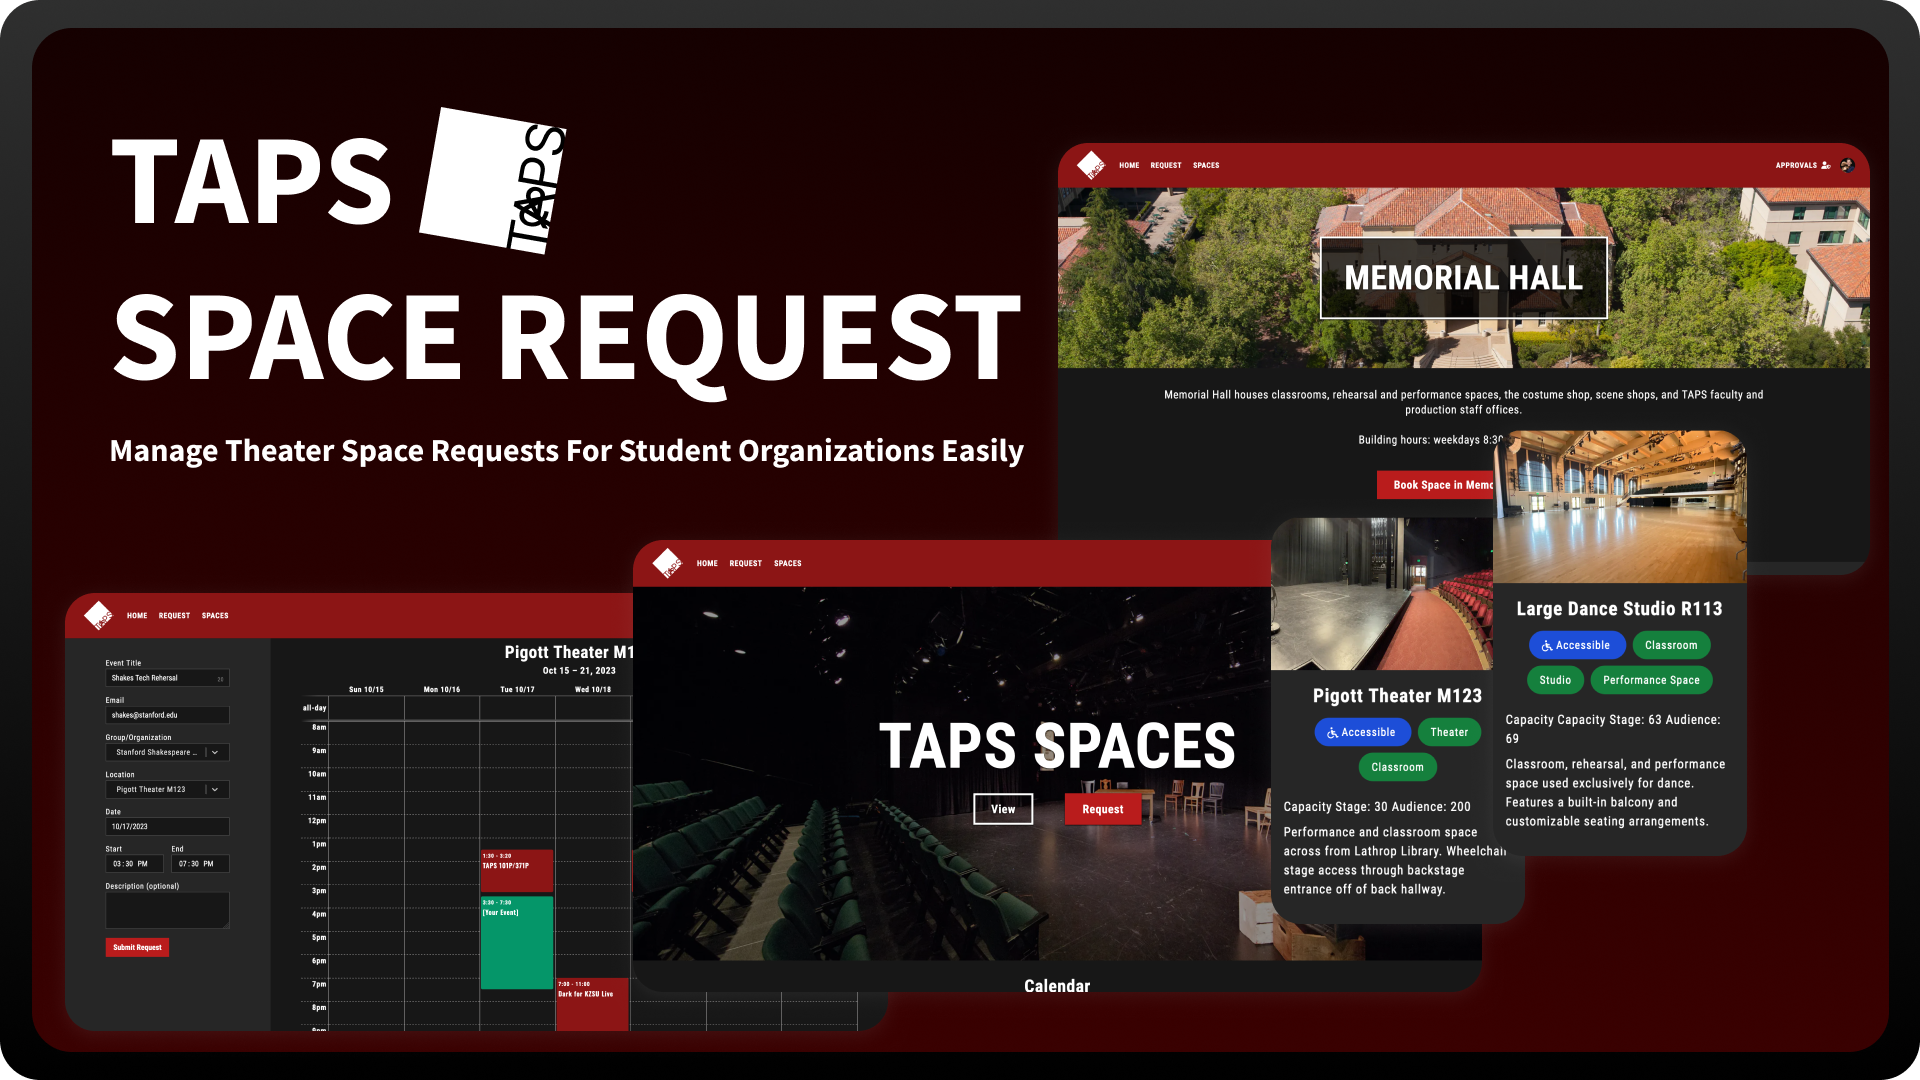 TAPS
T&APS
SPACE REQUEST
Manage Theater Space Requests For Student Organizations Easily
HOME REQUEST SPACES
APPROVALS
MEMORIAL HALL
Memorial Hall houses classrooms, rehearsal and performance spaces, the costume shop, scene shops, and TAPS faculty and
production staff offices.
Building hours: weekdays 8:30
Book Space in Memo
HOME REQUEST SPACES
Event Title
Shakes Tech Rehersal 20
Email
shakes@stanford.edu
Group/Organization
Stanford Shakespeare ...
Location
Pigott Theater M123
Date
10/17/2023
Start End
03:30 PM 07:30 PM
Description (optional)
Submit Request
Pigott Theater M1
Oct 15 – 21, 2023
Sun 10/15 Mon 10/16 Tue 10/17 Wed 10/18
all-day
8am
9am
10am
11am
12pm
1pm
2pm
3pm
4pm
5pm
6pm
7pm
8pm
9pm
1:30 - 3:20
TAPS 101P/371P
3:30 - 7:30
[Your Event]
7:00 - 11:00
Dark for KZSU Live
HOME REQUEST SPACES
TAPS SPACES
View Request
Calendar
Pigott Theater M123
Accessible Theater
Classroom
Capacity Stage: 30 Audience: 200
Performance and classroom space
across from Lathrop Library. Wheelchair
stage access through backstage
entrance off of back hallway.
Large Dance Studio R113
Accessible Classroom
Studio Performance Space
Capacity Capacity Stage: 63 Audience:
69
Classroom, rehearsal, and performance
space used exclusively for dance.
Features a built-in balcony and
customizable seating arrangements.